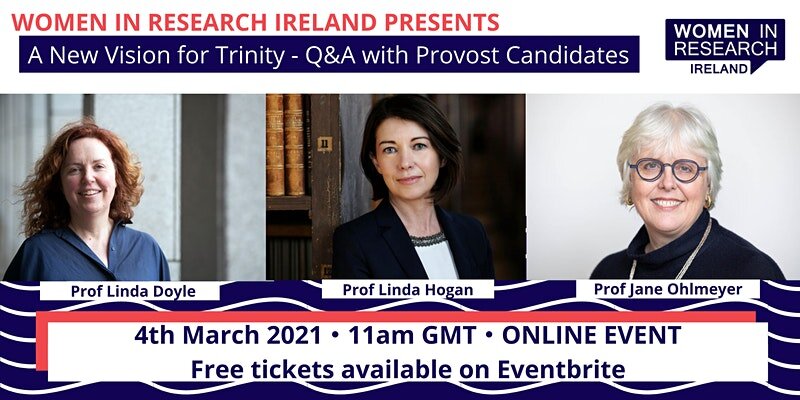 WOMEN IN RESEARCH IRELAND PRESENTS
A New Vision for Trinity - Q&A with Provost Candidates
WOMEN IN
RESEARCH
IRELAND
Prof Linda Doyle
Prof Linda Hogan
Prof Jane Ohlmeyer
4th March 2021 • 11am GMT • ONLINE EVENT
Free tickets available on Eventbrite